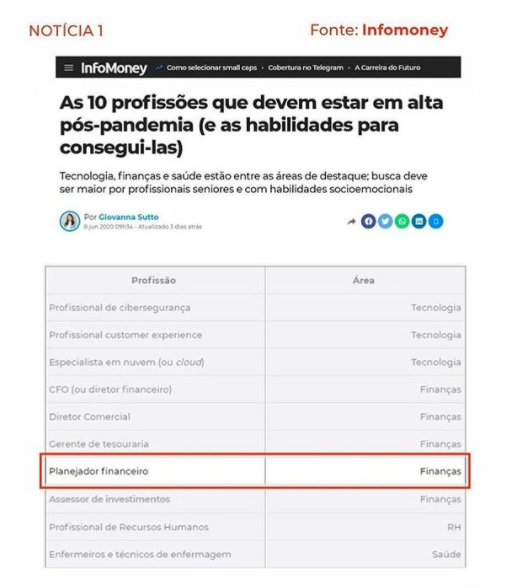 NOTÍCIA 1
Fonte: Infomoney
InfoMoney
Como selecionar small caps • Cobertura no Telegram • A Carreira do Futuro
As 10 profissões que devem estar em alta
pós-pandemia (e as habilidades para
consegui-las)
Tecnologia, finanças e saúde estão entre as áreas de destaque; busca deve
ser maior por profissionais seniores e com habilidades socioemocionais
Por Giovanna Sutto
8 jun 2020 09h34 - Atualizado 3 dias atrás
Profissão Área
Profissional de cibersegurança Tecnologia
Profissional customer experience Tecnologia
Especialista em nuvem (ou cloud) Tecnologia
CFO (ou diretor financeiro) Finanças
Diretor Comercial Finanças
Gerente de tesouraria Finanças
Planejador financeiro Finanças
Assessor de investimentos Finanças
Profissional de Recursos Humanos RH
Enfermeiros e técnicos de enfermagem Saúde